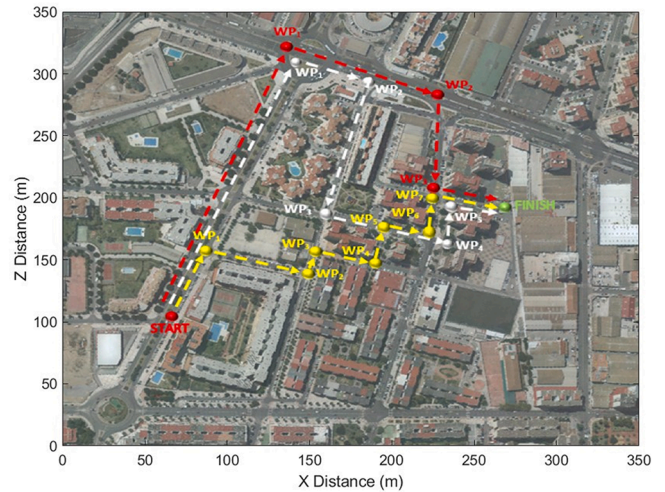 Z Distance (m)
350
300
250
200
150
100
50
0
WP₁
WP₁
WP₂
WP₂
WP₃
WP₇
FINISH
WP₃
WP₅
WP₆
WP₃
WP₄
WP₁
WP₃
WP₄
WP₂
START
0
50
100
150
200
250
300
350
X Distance (m)